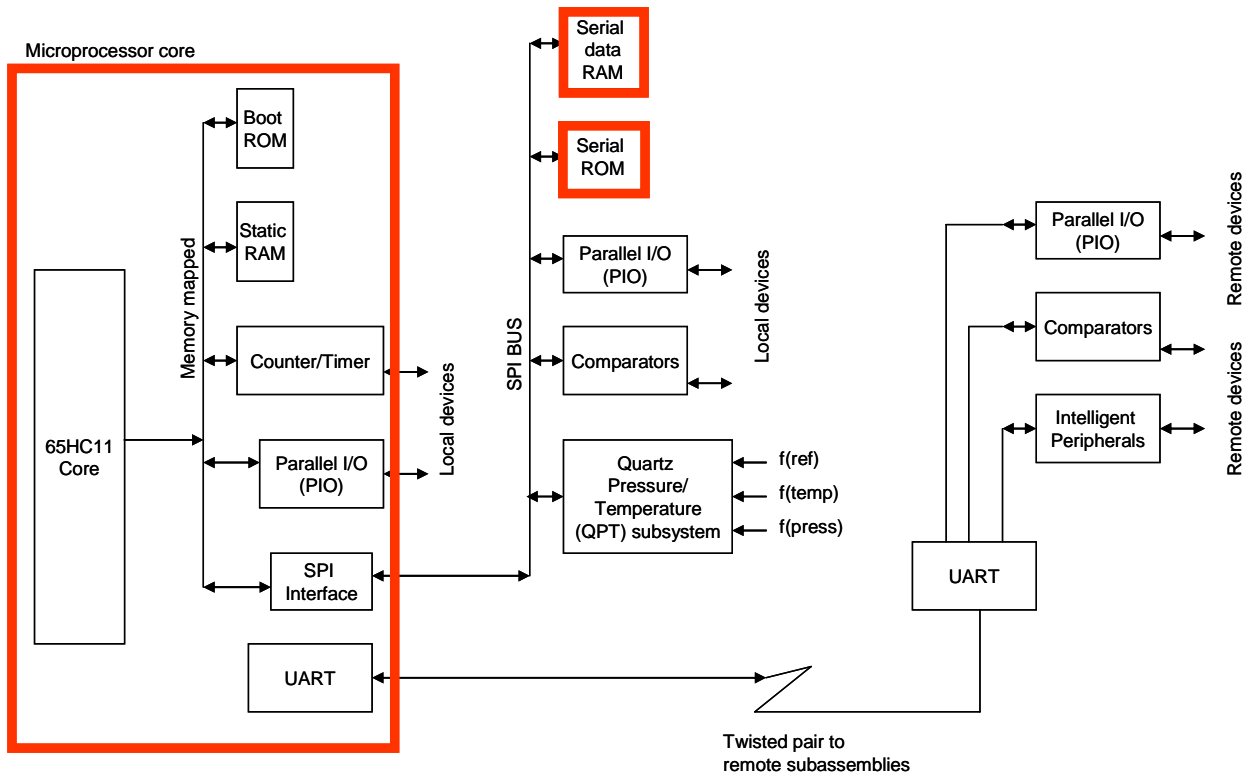 Microprocessor core
Boot
ROM
Static
RAM
Memory mapped
Counter/Timer
Local devices
65HC11
Core
Parallel I/O
(PIO)
SPI
Interface
UART
Serial
data
RAM
Serial
ROM
SPI BUS
Parallel I/O
(PIO)
Local devices
Comparators
Quartz
Pressure/
Temperature
(QPT) subsystem
f(ref)
f(temp)
f(press)
Parallel I/O
(PIO)
Remote devices
Comparators
Intelligent
Peripherals
Remote devices
UART
Twisted pair to
remote subassemblies